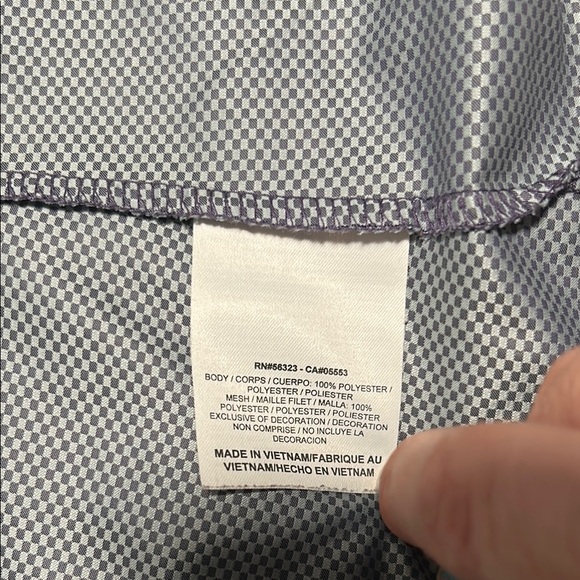 RN#56323 - CA#05553
BODY / CORPS / CUERPO: 100% POLYESTER /
POLYESTER / POLIESTER
MESH / MAILLE FILET / MALLA: 100%
POLYESTER / POLYESTER / POLIESTER
EXCLUSIVE OF DECORATION / DECORATION
NON COMPRISE / NO INCLUYE LA
DECORACION
MADE IN VIETNAM/FABRIQUE AU
VIETNAM/HECHO EN VIETNAM